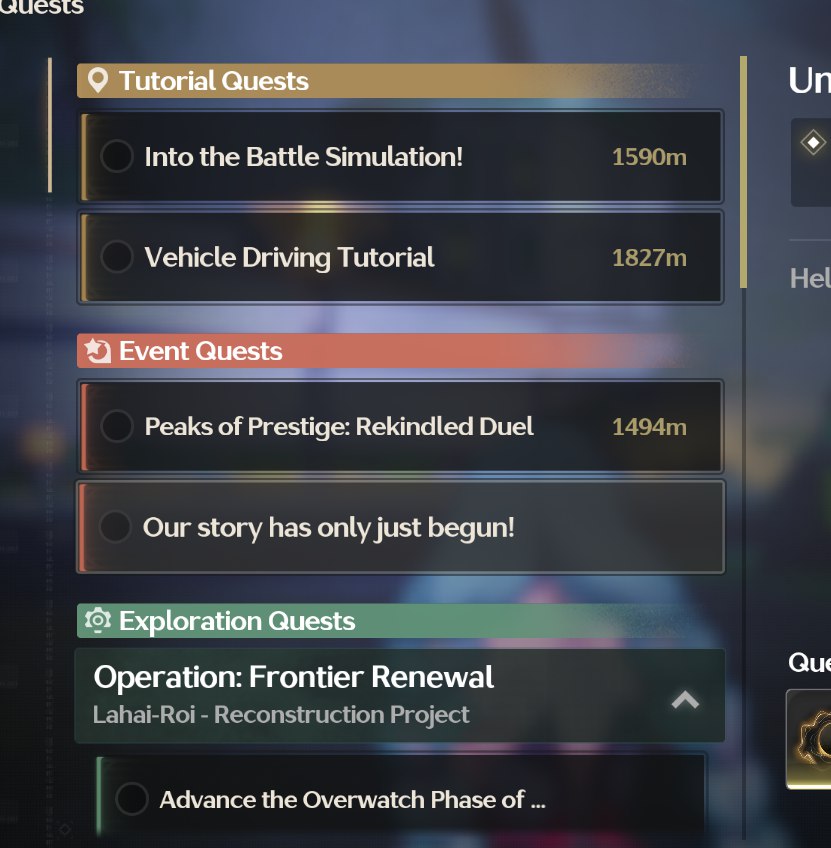 Quests
Tutorial Quests
Into the Battle Simulation!
1590m
Vehicle Driving Tutorial
1827m
Event Quests
Peaks of Prestige: Rekindled Duel
1494m
Our story has only just begun!
Exploration Quests
Operation: Frontier Renewal
Lahai-Roi - Reconstruction Project
Advance the Overwatch Phase of ...
Un
Hel
Que